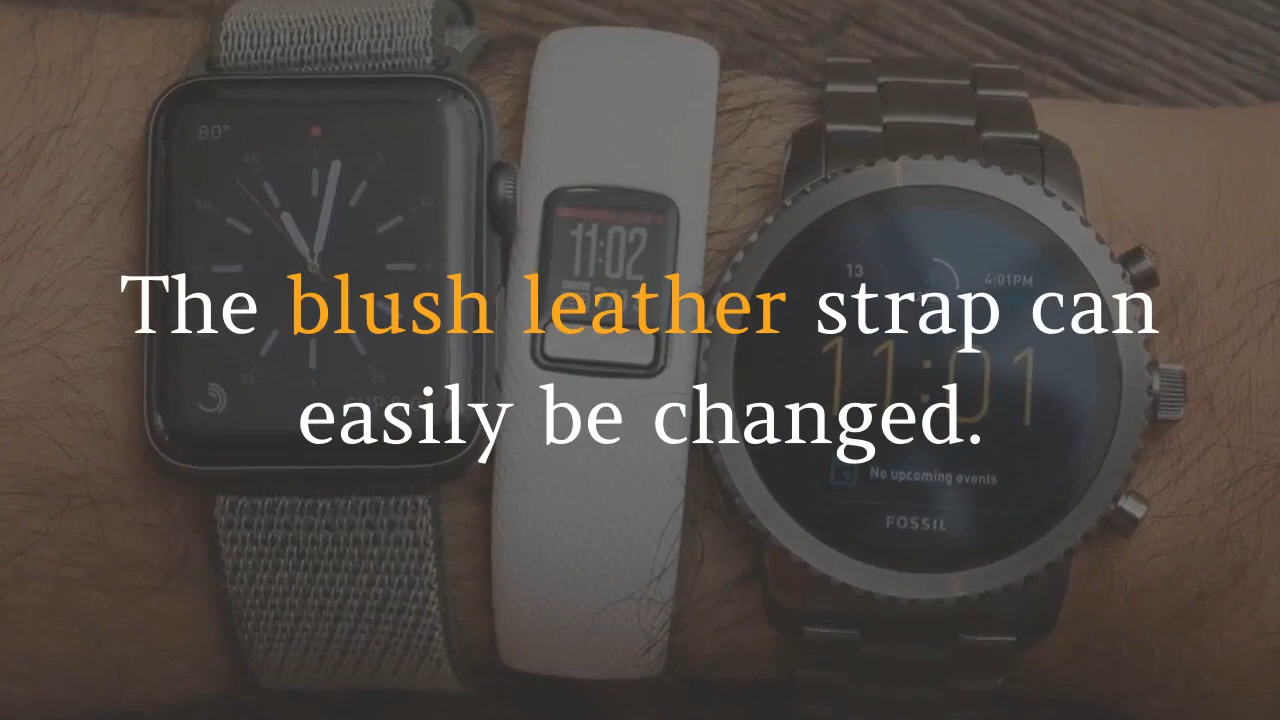 80°
11:02
13
4:01PM
The blush leather strap can
11:01
easily be changed.
No upcoming events
FOSSIL